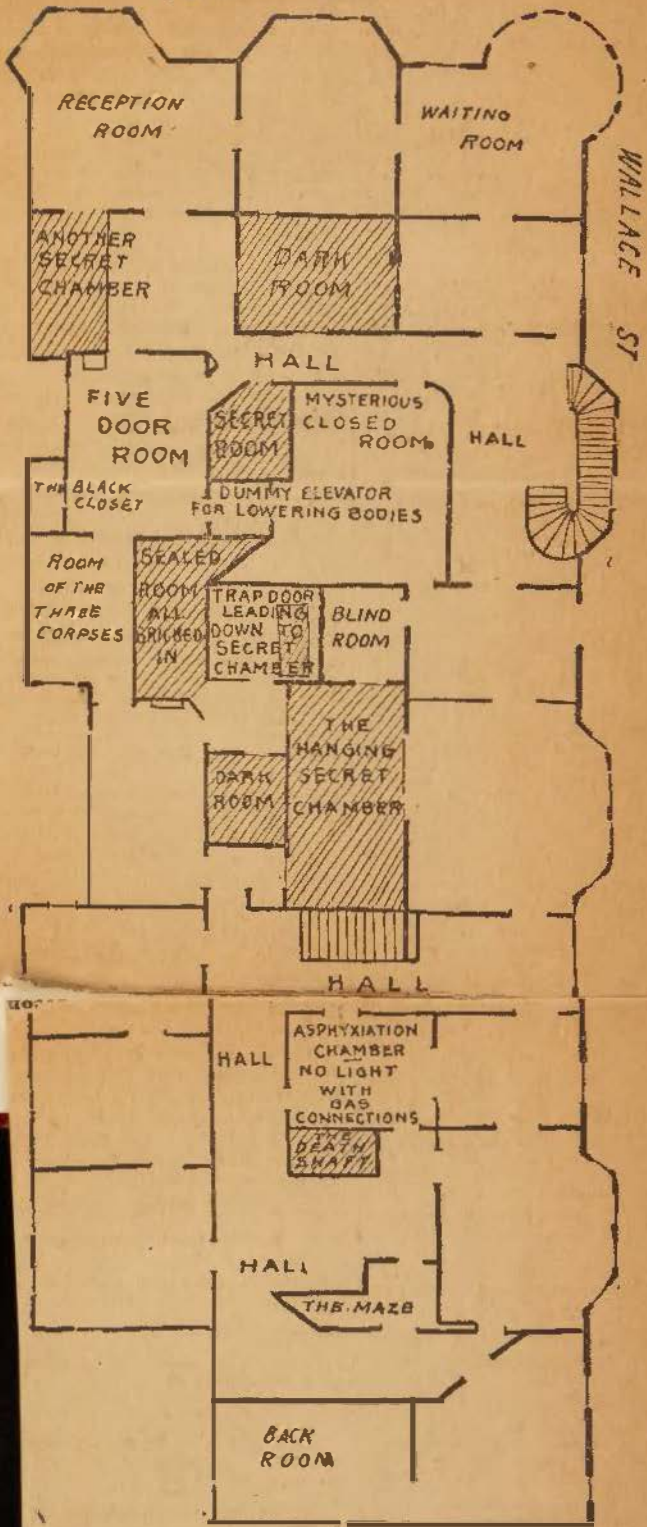 RECEPTION
ROOM
WAITING
ROOM
WALLACE ST
ANOTHER
SECRET
CHAMBER
DARK
ROOM
HALL
FIVE
DOOR
ROOM
SECRET
ROOM
MYSTERIOUS
CLOSED
ROOM
HALL
THE BLACK
CLOSET
DUMMY ELEVATOR
FOR LOWERING BODIES
ROOM
OF THE
THREE
CORPSES
SEALED
ROOM
ALL
BRICKED
IN
TRAP DOOR
LEADING
DOWN TO
SECRET
CHAMBER
BLIND
ROOM
THE
HANGING
SECRET
CHAMBER
DARK
ROOM
HALL
HALL
ASPHYXIATION
CHAMBER
NO LIGHT
WITH
GAS
CONNECTIONS
THE
DEATH
SHAFT
HALL
THE MAZE
BACK
ROOM